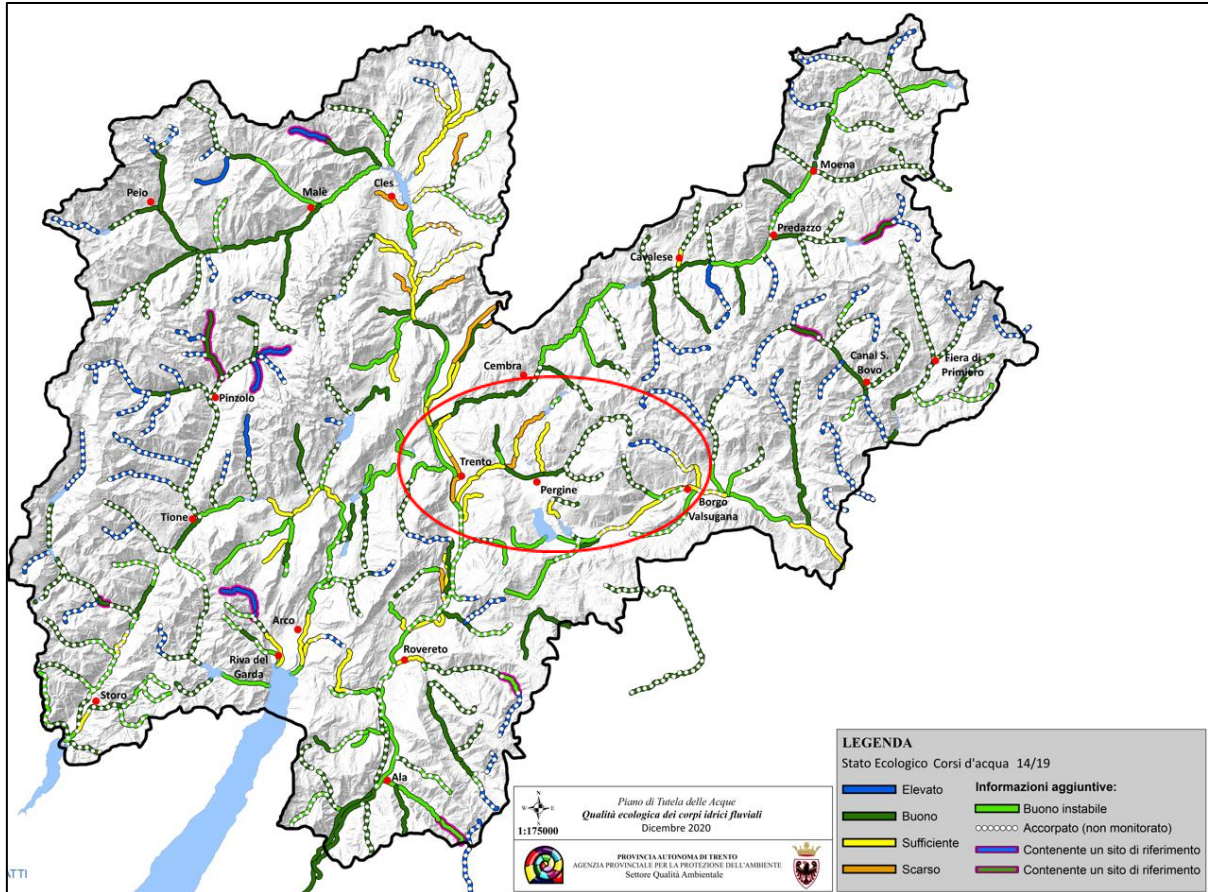 Moena
Peio
Cles
Malè
Predazzo
Cavalese
Canal S.
Bovo
Fiera di
Primiero
Cembra
Pinzolo
Trento
Pergine
Borgo
Valsugana
Tione
Arco
Riva del
Garda
Rovereto
Storo
Ala
ATTI
1:175000
Piano di Tutela delle Acque
Qualità ecologica dei corpi idrici fluviali
Dicembre 2020
PROVINCIA AUTONOMA DI TRENTO
AGENZIA PROVINCIALE PER LA PROTEZIONE DELL'AMBIENTE
Settore Qualità Ambientale
LEGENDA
Stato Ecologico Corsi d'acqua 14/19
Elevato
Buono
Sufficiente
Scarso
Informazioni aggiuntive:
Buono instabile
Accorpato (non monitorato)
Contenente un sito di riferimento
Contenente un sito di riferimento